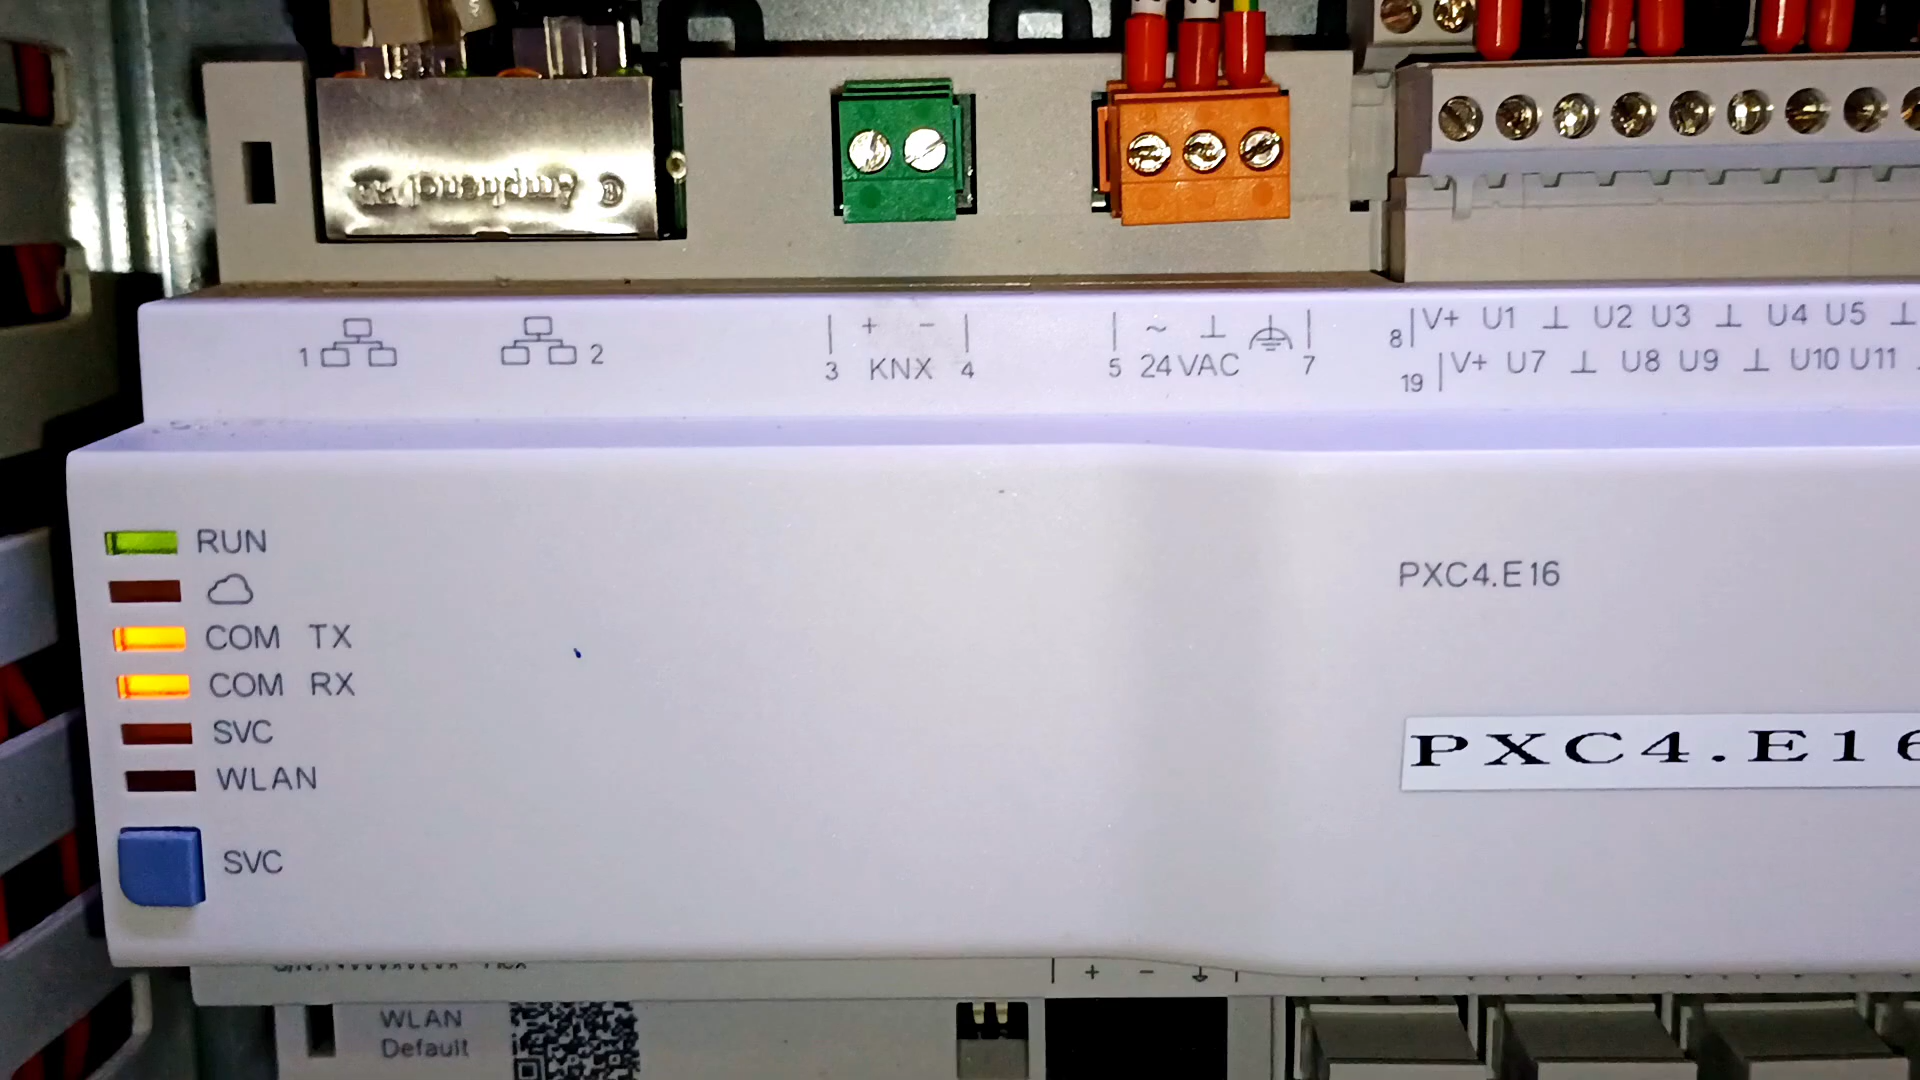 Amphenol
1
2
+ -
3 KNX 4
~ ⊥
5 24VAC 7
8 V+ U1 ⊥ U2 U3 ⊥ U4 U5 ⊥
19 V+ U7 ⊥ U8 U9 ⊥ U10 U11
RUN
COM TX
COM RX
SVC
WLAN
SVC
PXC4.E16
PXC4.E16
+ -
WLAN
Default